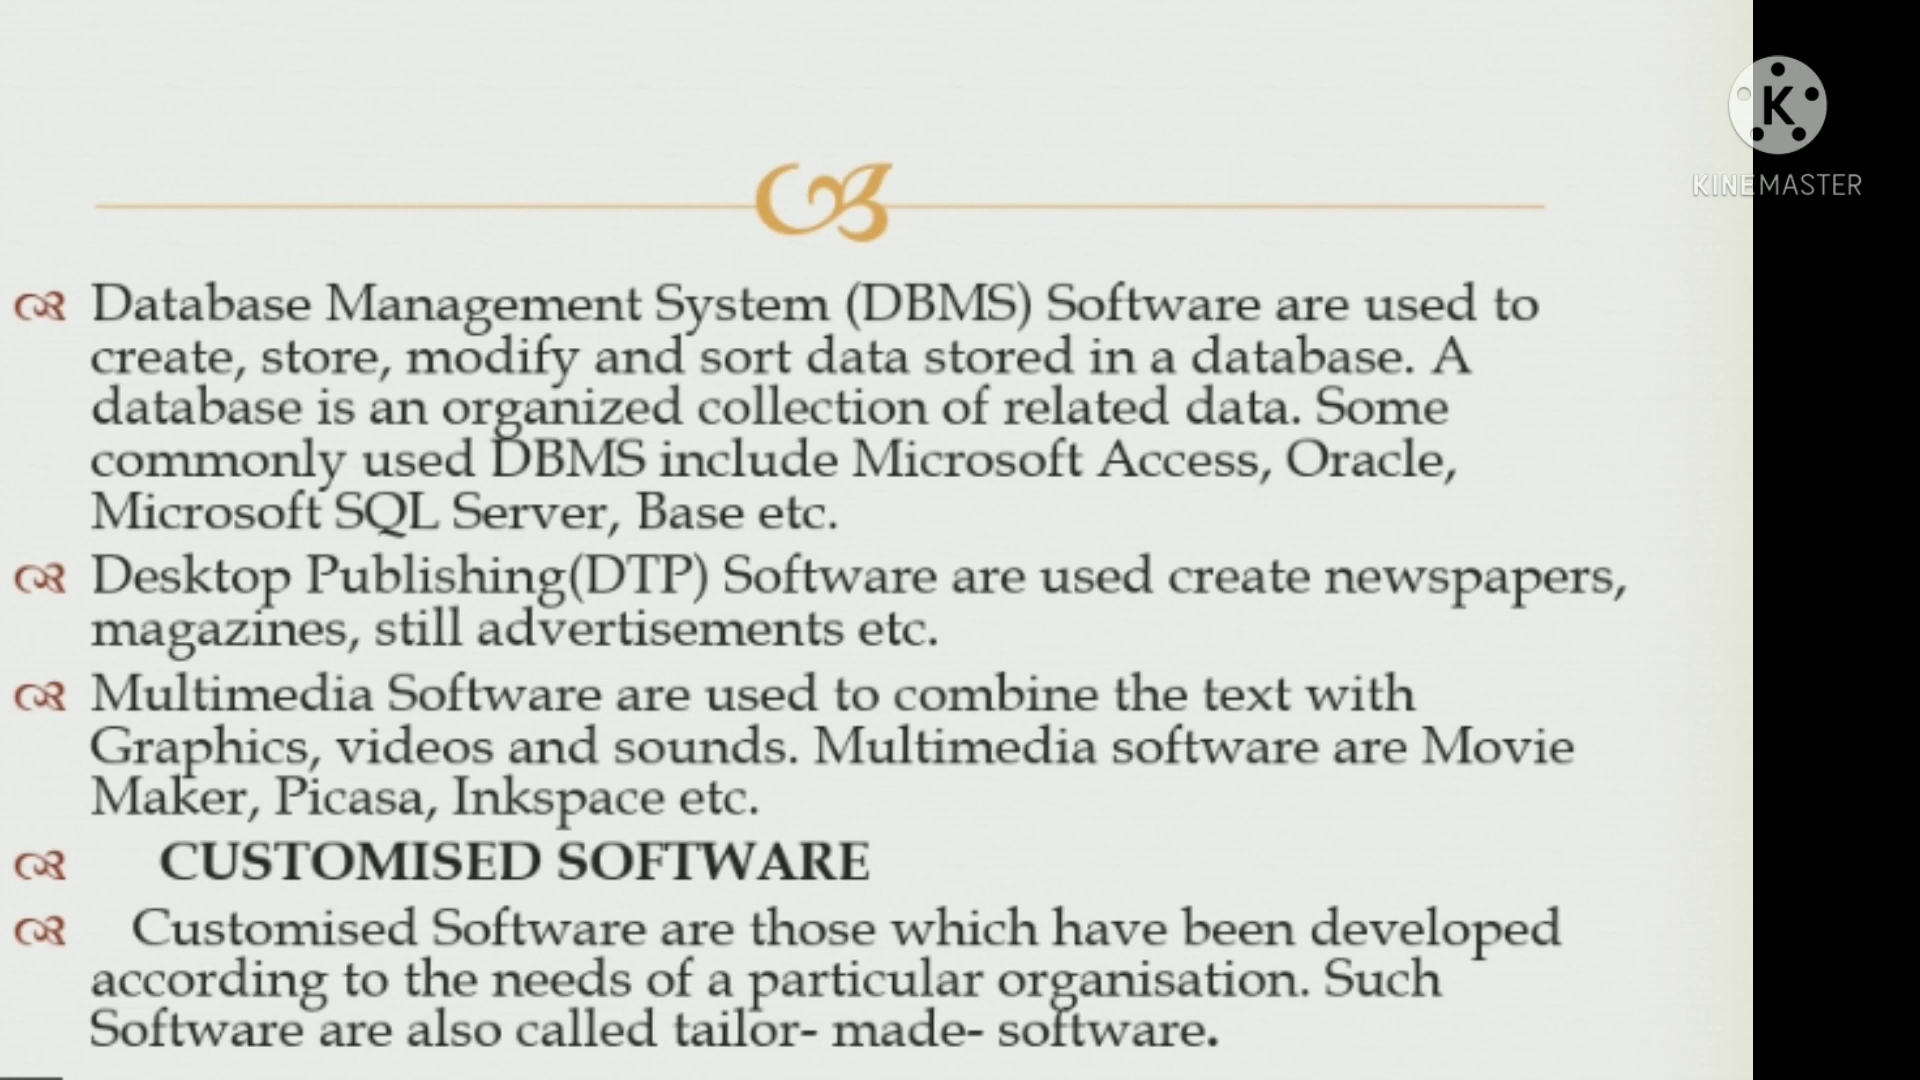 K
KINEMASTER
Database Management System (DBMS) Software are used to
create, store, modify and sort data stored in a database. A
database is an organized collection of related data. Some
commonly used DBMS include Microsoft Access, Oracle,
Microsoft SQL Server, Base etc.
Desktop Publishing(DTP) Software are used create newspapers,
magazines, still advertisements etc.
Multimedia Software are used to combine the text with
Graphics, videos and sounds. Multimedia software are Movie
Maker, Picasa, Inkspace etc.
CUSTOMISED SOFTWARE
Customised Software are those which have been developed
according to the needs of a particular organisation. Such
Software are also called tailor- made- software.